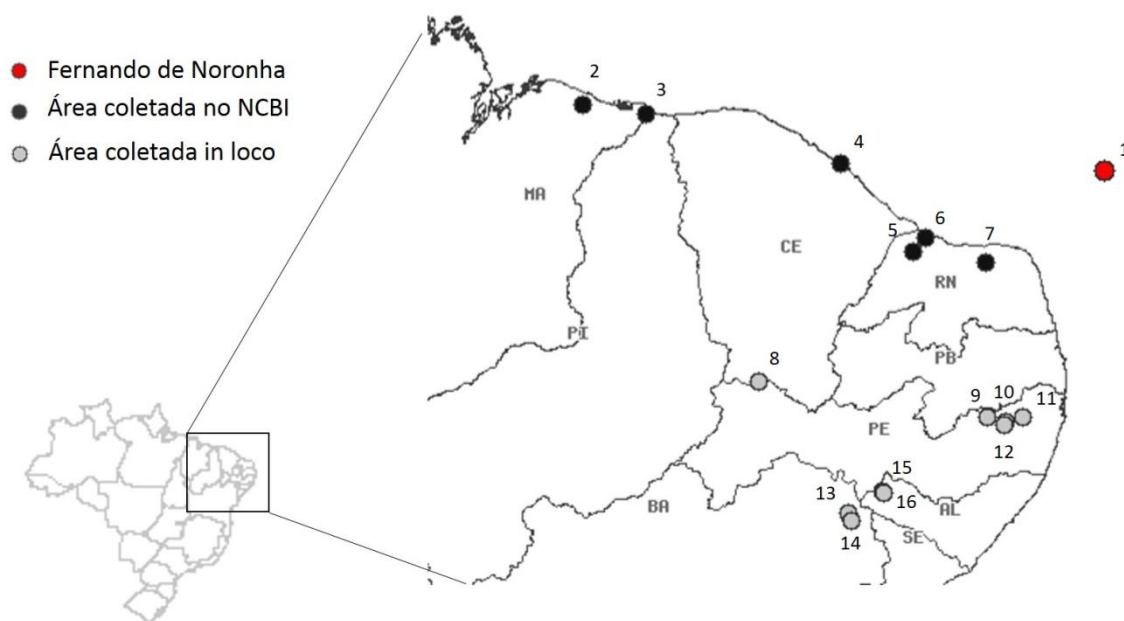 Fernando de Noronha
Área coletada no NCBI
Área coletada in loco
2
3
4
1
MA
CE
5
6
7
RN
PI
PB
8
9
10
11
PE
12
15
13
16
BA
AL
14
SE